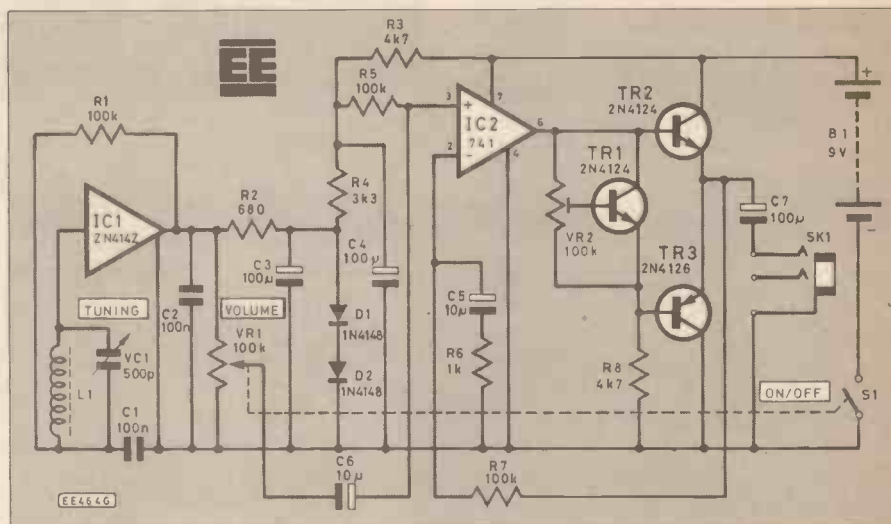 EE
R3
4k7
R5
100k
R1
100k
IC1
ZN414Z
R2
680
R4
3k3
3
+
IC2
741
2
-
7
4
6
TR2
2N4124
TR1
2N4124
VR2
100k
TR3
2N4126
+
B1
9V
-
C7
100µ
SK1
TUNING
VOLUME
VC1
500p
L1
C1
100n
C2
100n
VR1
100k
C3
100µ
C4
100µ
D1
1N4148
D2
1N4148
C5
10µ
R6
1k
R8
4k7
ON/OFF
S1
C6
10µ
R7
100k
EE464G